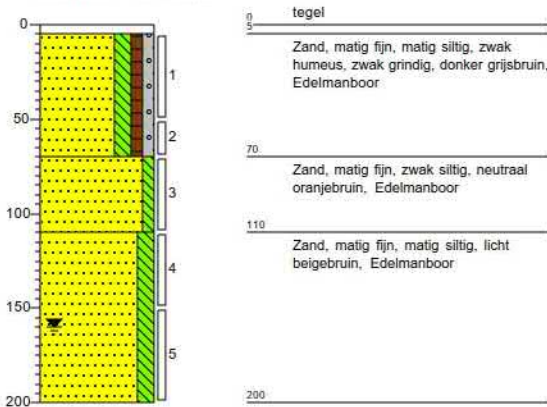 0
50
100
150
200
1
2
3
4
5
0
5
tegel
Zand, matig fijn, matig siltig, zwak
humeus, zwak grindig, donker grijsbruin,
Edelmanboor
70
Zand, matig fijn, zwak siltig, neutraal
oranjebruin, Edelmanboor
110
Zand, matig fijn, matig siltig, licht
beigebruin, Edelmanboor
200